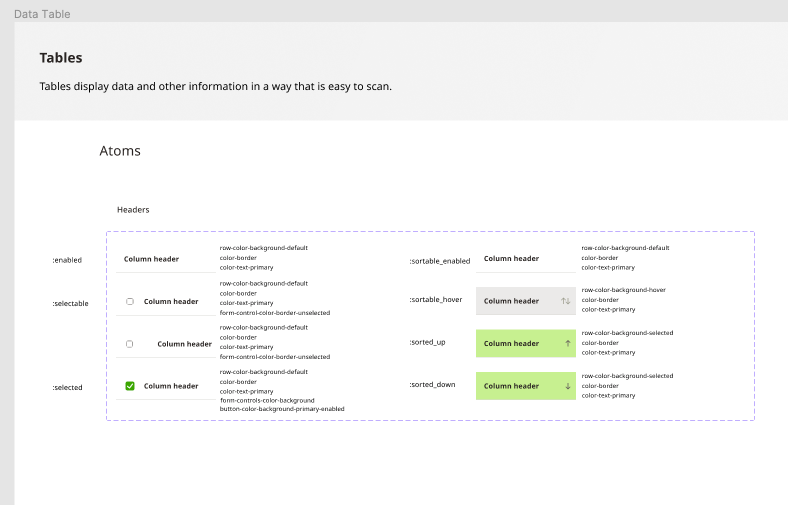 Data Table
Tables
Tables display data and other information in a way that is easy to scan.
Atoms
Headers
:enabled
Column header
row-color-background-default
color-border
color-text-primary
:selectable
Column header
row-color-background-default
color-border
color-text-primary
form-control-color-border-unselected
Column header
row-color-background-default
color-border
color-text-primary
form-control-color-border-unselected
:selected
Column header
row-color-background-default
color-border
color-text-primary
form-controls-color-background
button-color-background-primary-enabled
:sortable_enabled
Column header
row-color-background-default
color-border
color-text-primary
:sortable_hover
Column header
row-color-background-hover
color-border
color-text-primary
:sorted_up
Column header
row-color-background-selected
color-border
color-text-primary
:sorted_down
Column header
row-color-background-selected
color-border
color-text-primary